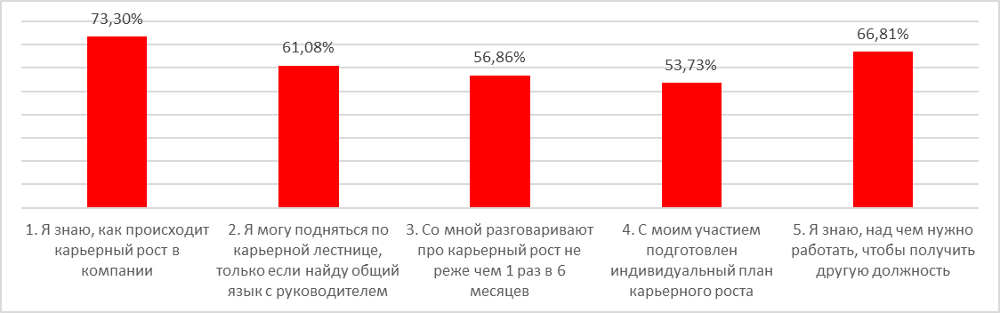 73,30%
61,08%
56,86%
53,73%
66,81%
1. Я знаю, как происходит
карьерный рост в
компании
2. Я могу подняться по
карьерной лестнице,
только если найду общий
язык с руководителем
3. Со мной разговаривают
про карьерный рост не
реже чем 1 раз в 6
месяцев
4. С моим участием
подготовлен
индивидуальный план
карьерного роста
5. Я знаю, над чем нужно
работать, чтобы получить
другую должность